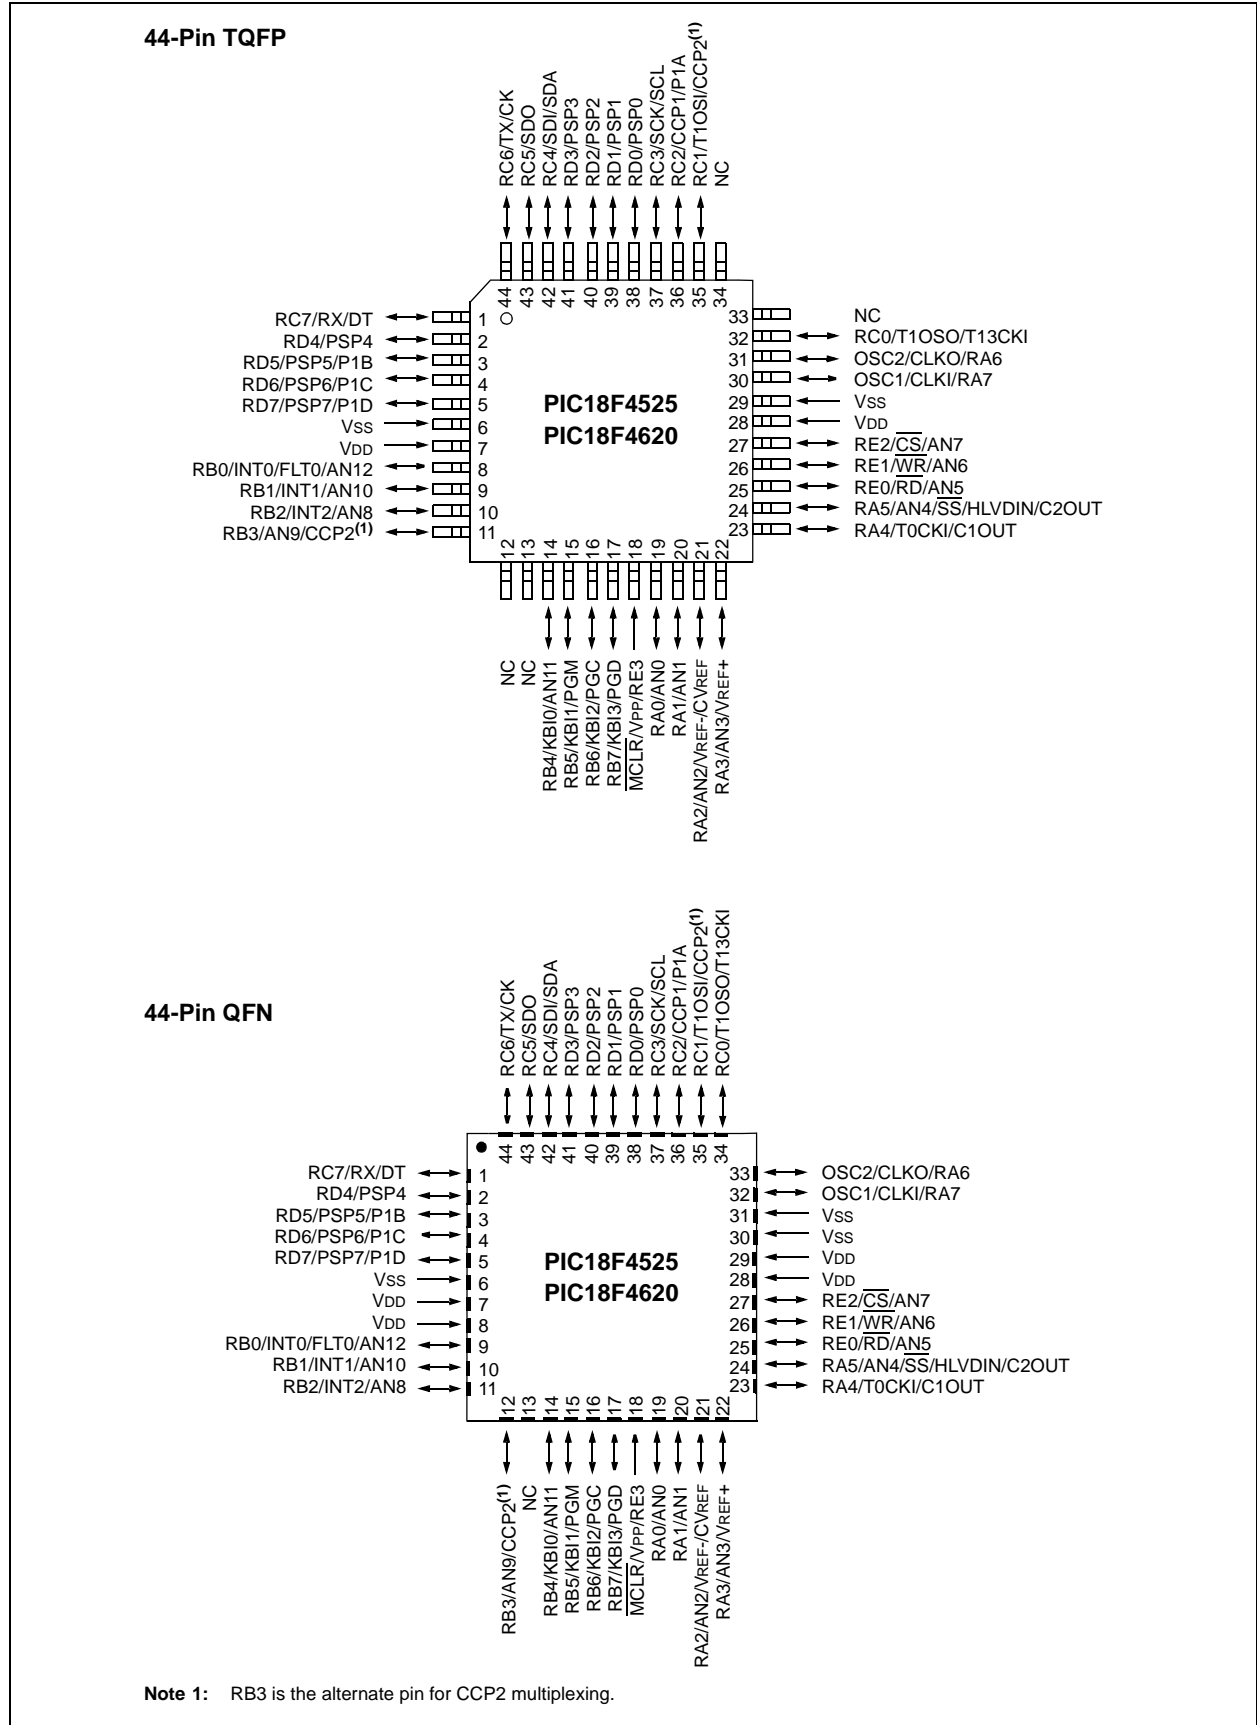 44-Pin TQFP
RC6/TX/CK
RC5/SDO
RC4/SDI/SDA
RD3/PSP3
RD2/PSP2
RD1/PSP1
RD0/PSP0
RC3/SCK/SCL
RC2/CCP1/P1A
RC1/T1OSI/CCP2(1)
NC
44
43
42
41
40
39
38
37
36
35
34
RC7/RX/DT 1
RD4/PSP4 2
RD5/PSP5/P1B 3
RD6/PSP6/P1C 4
RD7/PSP7/P1D 5
VSS 6
VDD 7
RB0/INT0/FLT0/AN12 8
RB1/INT1/AN10 9
RB2/INT2/AN8 10
RB3/AN9/CCP2(1) 11
PIC18F4525
PIC18F4620
33 NC
32 RC0/T1OSO/T13CKI
31 OSC2/CLKO/RA6
30 OSC1/CLKI/RA7
29 VSS
28 VDD
27 RE2/CS/AN7
26 RE1/WR/AN6
25 RE0/RD/AN5
24 RA5/AN4/SS/HLVDIN/C2OUT
23 RA4/T0CKI/C1OUT
12
13
14
15
16
17
18
19
20
21
22
NC
NC
RB4/KBI0/AN11
RB5/KBI1/PGM
RB6/KBI2/PGC
RB7/KBI3/PGD
MCLR/VPP/RE3
RA0/AN0
RA1/AN1
RA2/AN2/VREF-/CVREF
RA3/AN3/VREF+
44-Pin QFN
RC6/TX/CK
RC5/SDO
RC4/SDI/SDA
RD3/PSP3
RD2/PSP2
RD1/PSP1
RD0/PSP0
RC3/SCK/SCL
RC2/CCP1/P1A
RC1/T1OSI/CCP2(1)
RC0/T1OSO/T13CKI
44
43
42
41
40
39
38
37
36
35
34
RC7/RX/DT 1
RD4/PSP4 2
RD5/PSP5/P1B 3
RD6/PSP6/P1C 4
RD7/PSP7/P1D 5
VSS 6
VDD 7
VDD 8
RB0/INT0/FLT0/AN12 9
RB1/INT1/AN10 10
RB2/INT2/AN8 11
PIC18F4525
PIC18F4620
33 OSC2/CLKO/RA6
32 OSC1/CLKI/RA7
31 VSS
30 VSS
29 VDD
28 VDD
27 RE2/CS/AN7
26 RE1/WR/AN6
25 RE0/RD/AN5
24 RA5/AN4/SS/HLVDIN/C2OUT
23 RA4/T0CKI/C1OUT
12
13
14
15
16
17
18
19
20
21
22
RB3/AN9/CCP2(1)
NC
RB4/KBI0/AN11
RB5/KBI1/PGM
RB6/KBI2/PGC
RB7/KBI3/PGD
MCLR/VPP/RE3
RA0/AN0
RA1/AN1
RA2/AN2/VREF-/CVREF
RA3/AN3/VREF+
Note 1: RB3 is the alternate pin for CCP2 multiplexing.